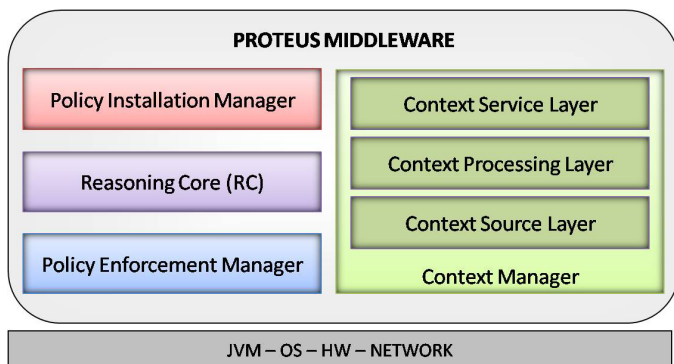 PROTEUS MIDDLEWARE
Policy Installation Manager
Reasoning Core (RC)
Policy Enforcement Manager
Context Service Layer
Context Processing Layer
Context Source Layer
Context Manager
JVM – OS – HW – NETWORK